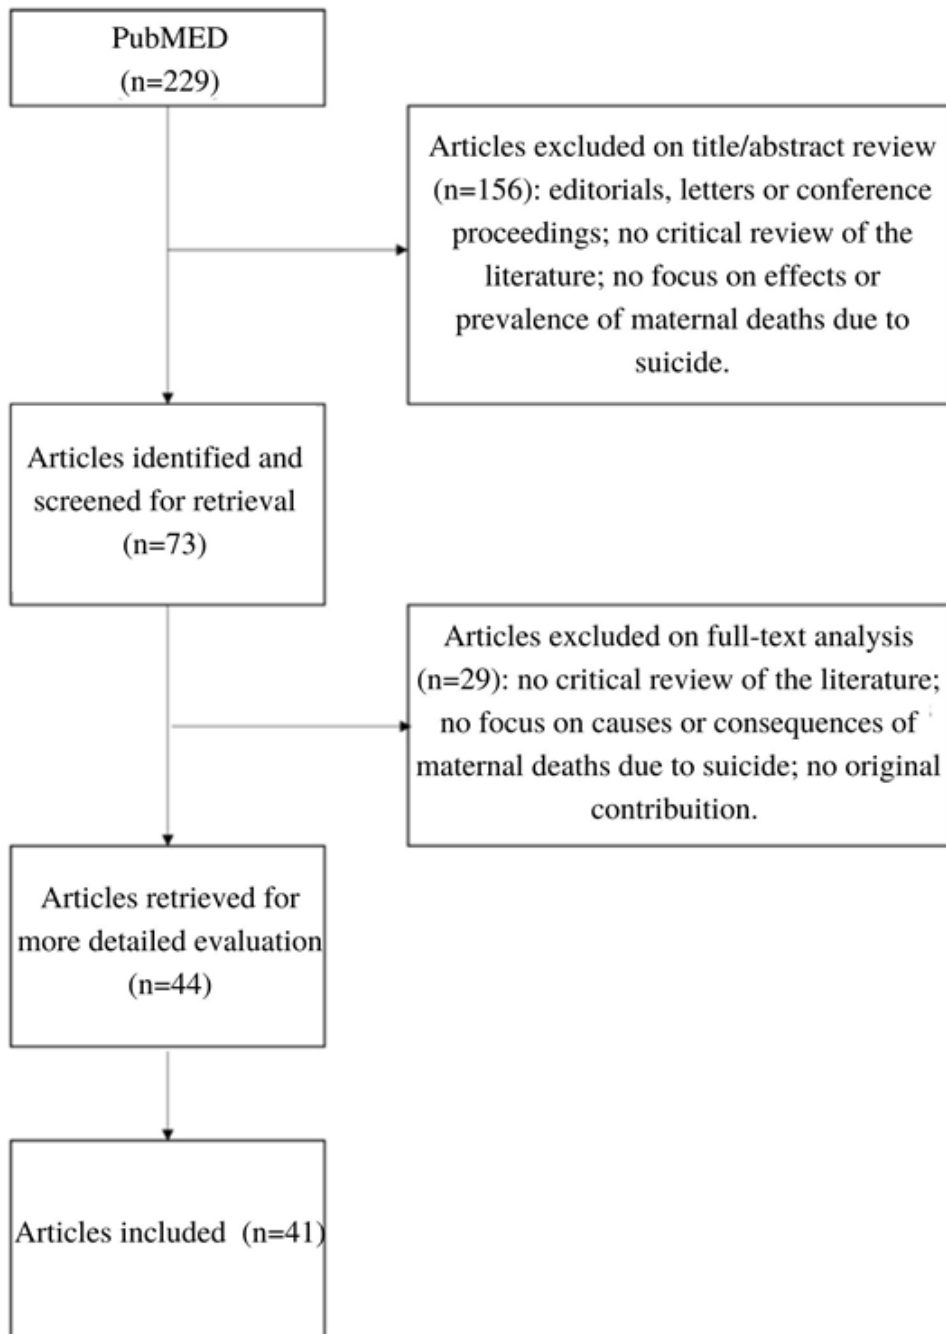 PubMED
(n=229)
Articles excluded on title/abstract review
(n=156): editorials, letters or conference
proceedings; no critical review of the
literature; no focus on effects or
prevalence of maternal deaths due to
suicide.
Articles identified and
screened for retrieval
(n=73)
Articles excluded on full-text analysis
(n=29): no critical review of the literature;
no focus on causes or consequences of
maternal deaths due to suicide; no original
contribuition.
Articles retrieved for
more detailed evaluation
(n=44)
Articles included (n=41)